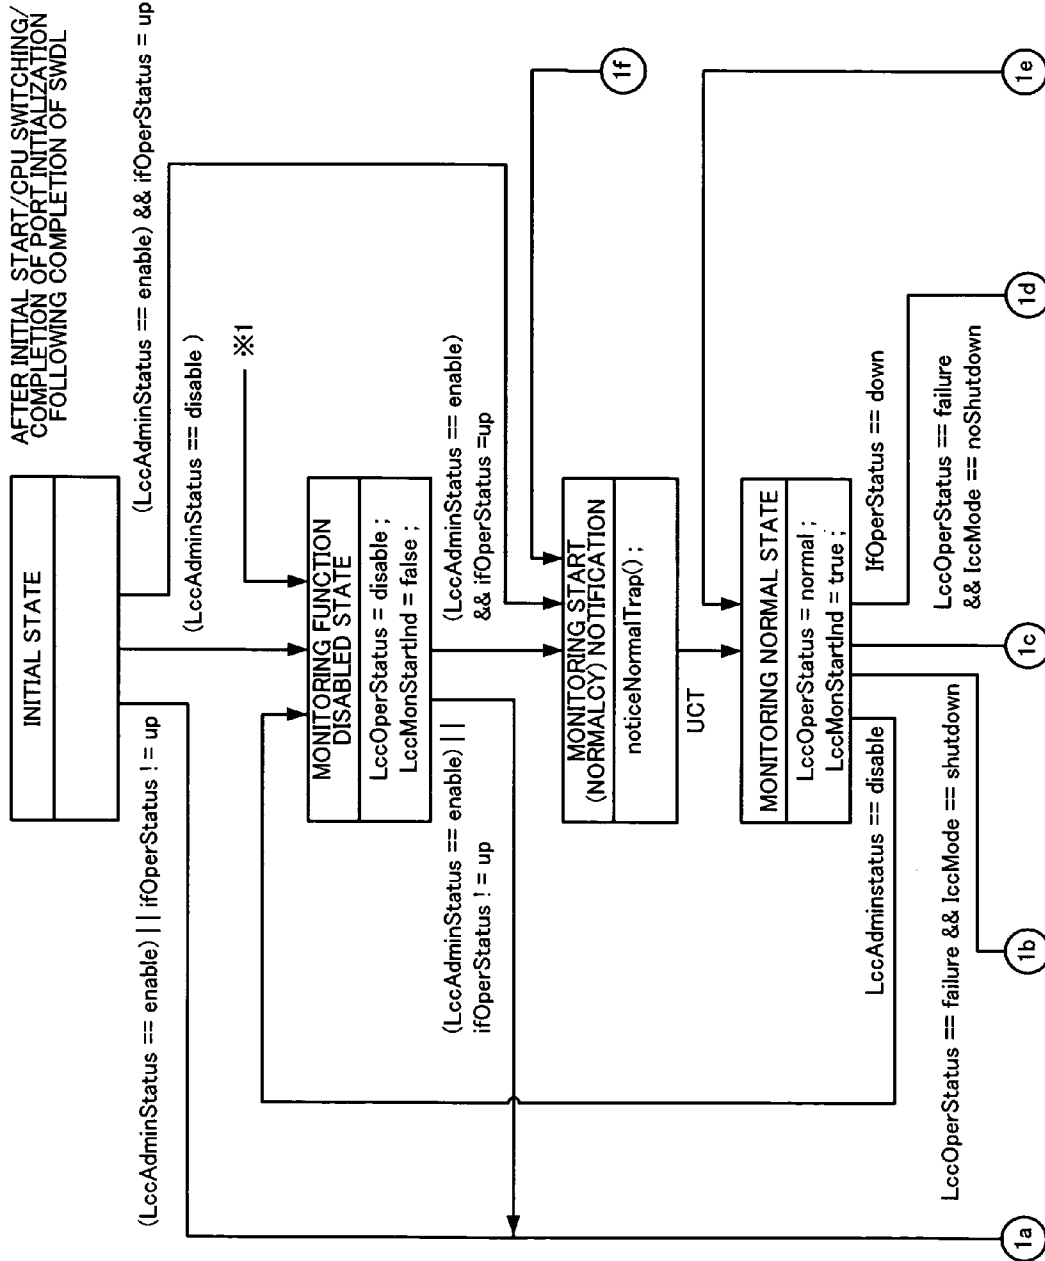 AFTER INITIAL START/CPU SWITCHING/
COMPLETION OF PORT INITIALIZATION
FOLLOWING COMPLETION OF SWDL
INITIAL STATE
(LccAdminStatus == enable) && ifOperStatus = up
(LccAdminStatus == disable )
(LccAdminStatus == enable) || ifOperStatus ! = up
※1
MONITORING FUNCTION
DISABLED STATE
LccOperStatus = disable ;
LccMonStartInd = false ;
(LccAdminStatus == enable)
&& ifOperStatus =up
(LccAdminStatus == enable) ||
ifOperStatus ! = up
MONITORING START
(NORMALCY) NOTIFICATION
noticeNormalTrap() ;
UCT
1f
MONITORING NORMAL STATE
LccOperStatus = normal ;
LccMonStartInd = true ;
IfOperStatus == down
LccOperStatus == failure
&& IccMode == noShutdown
LccAdminstatus == disable
LccOperStatus == failure && IccMode == shutdown
1a
1b
1c
1d
1e